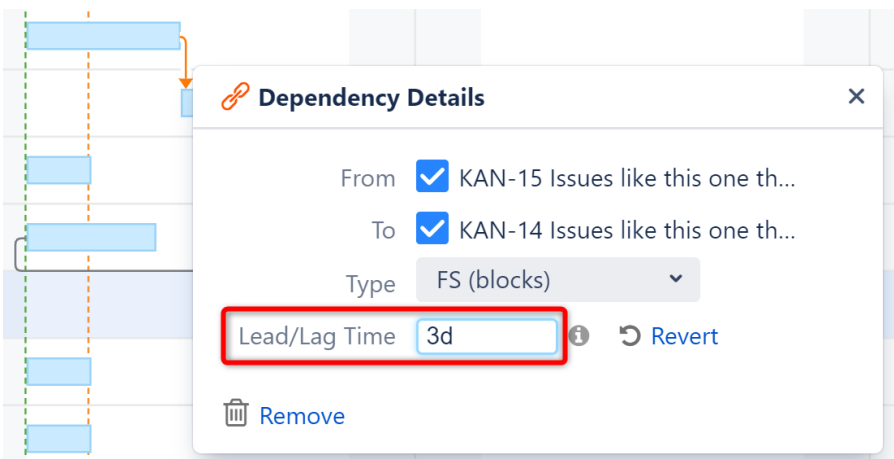 Dependency Details
From KAN-15 Issues like this one th...
To KAN-14 Issues like this one th...
Type FS (blocks)
Lead/Lag Time 3d Revert
Remove